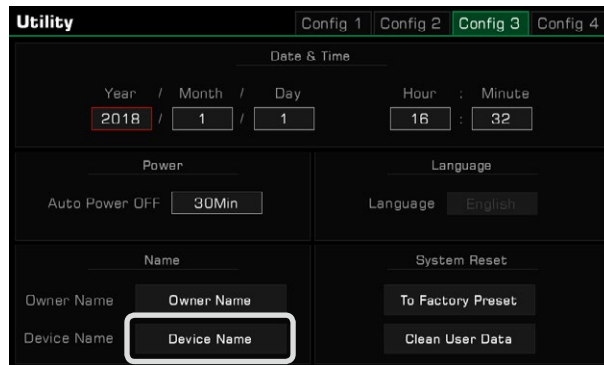 Utility Config 1 Config 2 Config 3 Config 4
Date & Time
Year / Month / Day Hour : Minute
2018 / 1 / 1 16 : 32
Power
Auto Power OFF 30Min
Language
Language English
Name
Owner Name Owner Name
Device Name Device Name
System Reset
To Factory Preset
Clean User Data